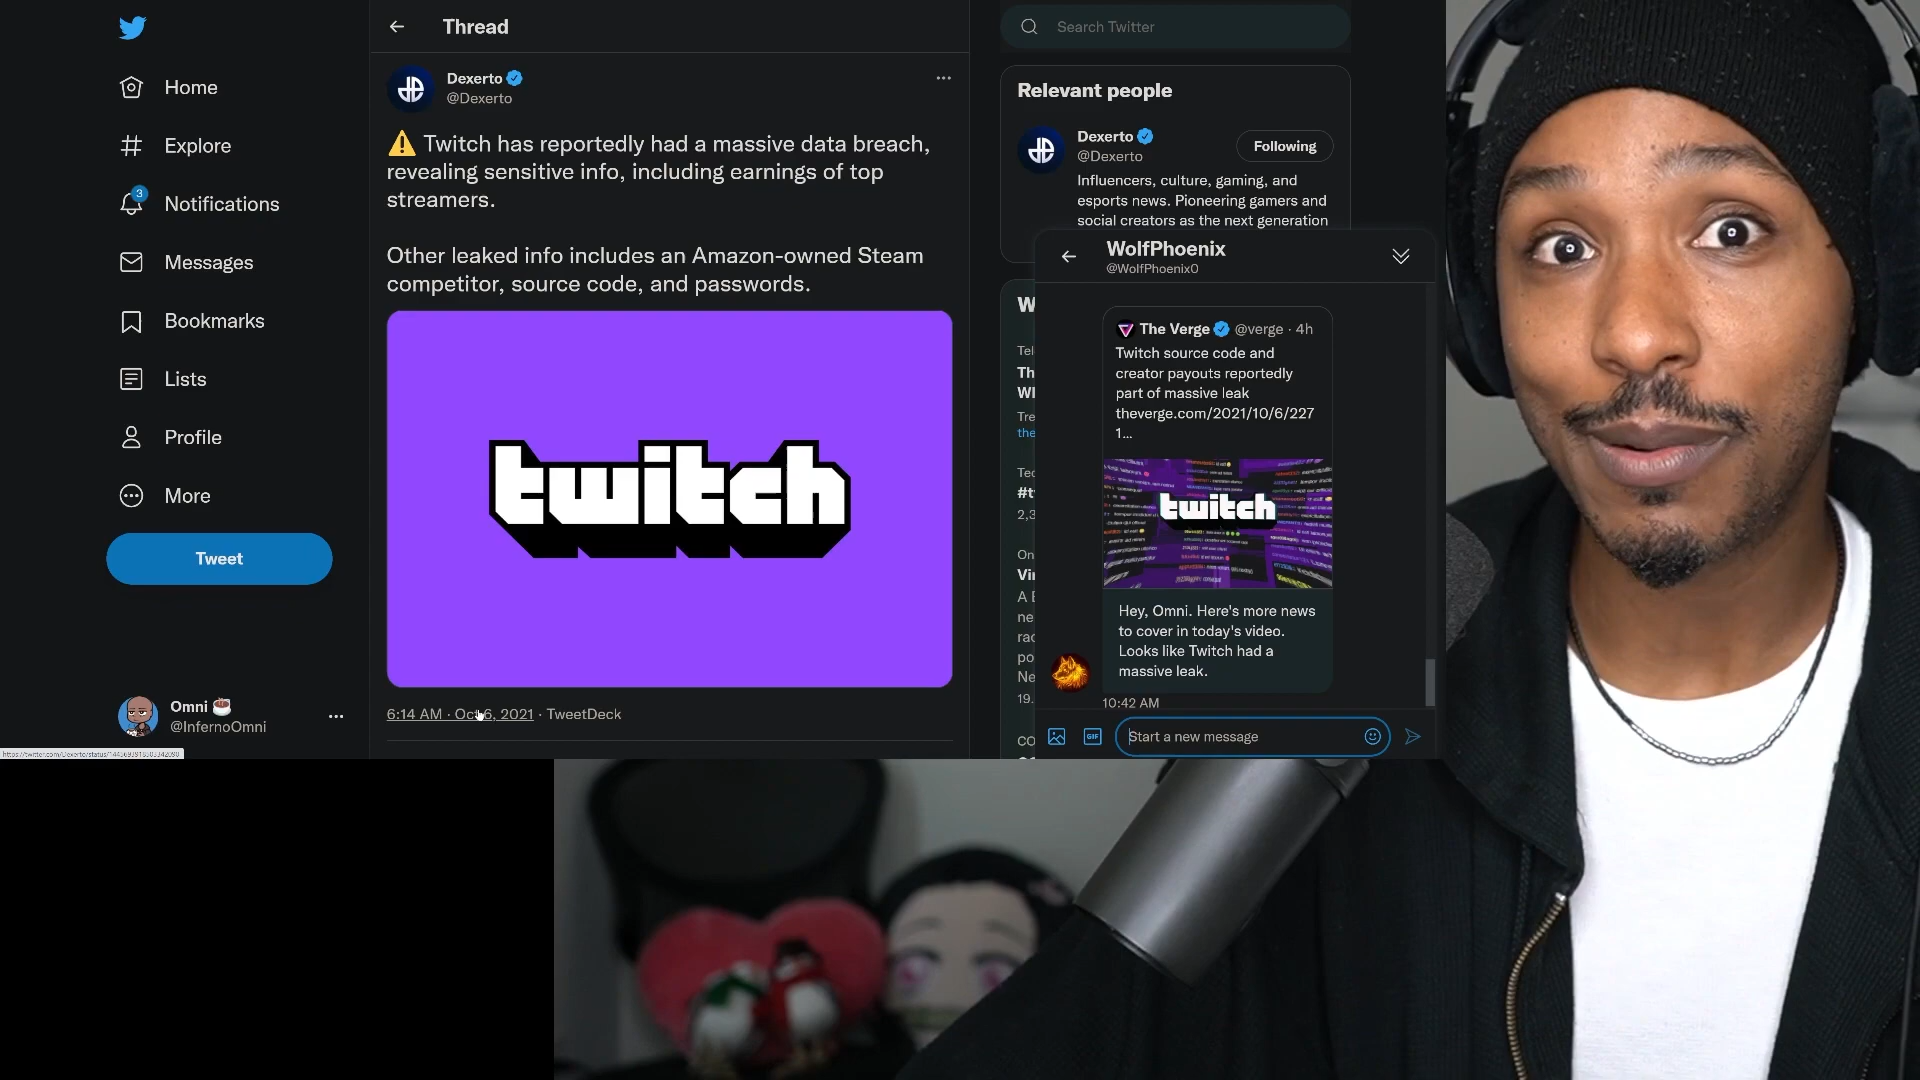 Home
Explore
3
Notifications
Messages
Bookmarks
Lists
Profile
More
Tweet
Omni
@InfernoOmni
Thread
Dexerto
@Dexerto
Twitch has reportedly had a massive data breach,
revealing sensitive info, including earnings of top
streamers.
Other leaked info includes an Amazon-owned Steam
competitor, source code, and passwords.
twitch
6:14 AM · Oct 6, 2021 · TweetDeck
Search Twitter
Relevant people
Dexerto
@Dexerto
Following
Influencers, culture, gaming, and
esports news. Pioneering gamers and
social creators as the next generation
WolfPhoenix
@WolfPhoenix0
The Verge @verge · 4h
Twitch source code and
creator payouts reportedly
part of massive leak
theverge.com/2021/10/6/227
1...
twitch
Hey, Omni. Here's more news
to cover in today's video.
Looks like Twitch had a
massive leak.
10:42 AM
GIF
Start a new message